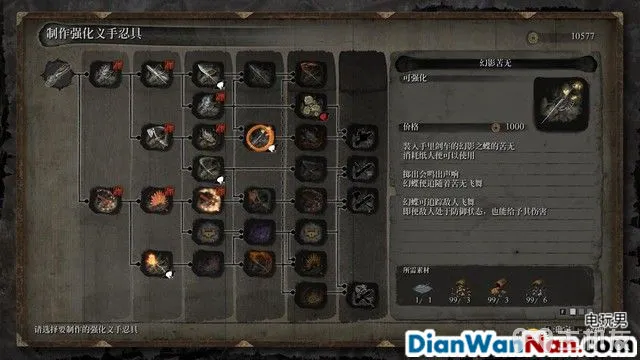 制作强化义手忍具
10577
幻影苦无
可强化
价格 1000
装入手里剑车的幻影之蝶的苦无
消耗纸人便可以使用
掷出会鸣出声响
幻蝶便追随着苦无飞舞
幻蝶可追踪敌人飞舞
即便敌人处于防御状态，也能给予其伤害
所需素材
1/1 99/3 99/3 99/6
请选择要制作的强化义手忍具
电玩男
DianWanNan.com